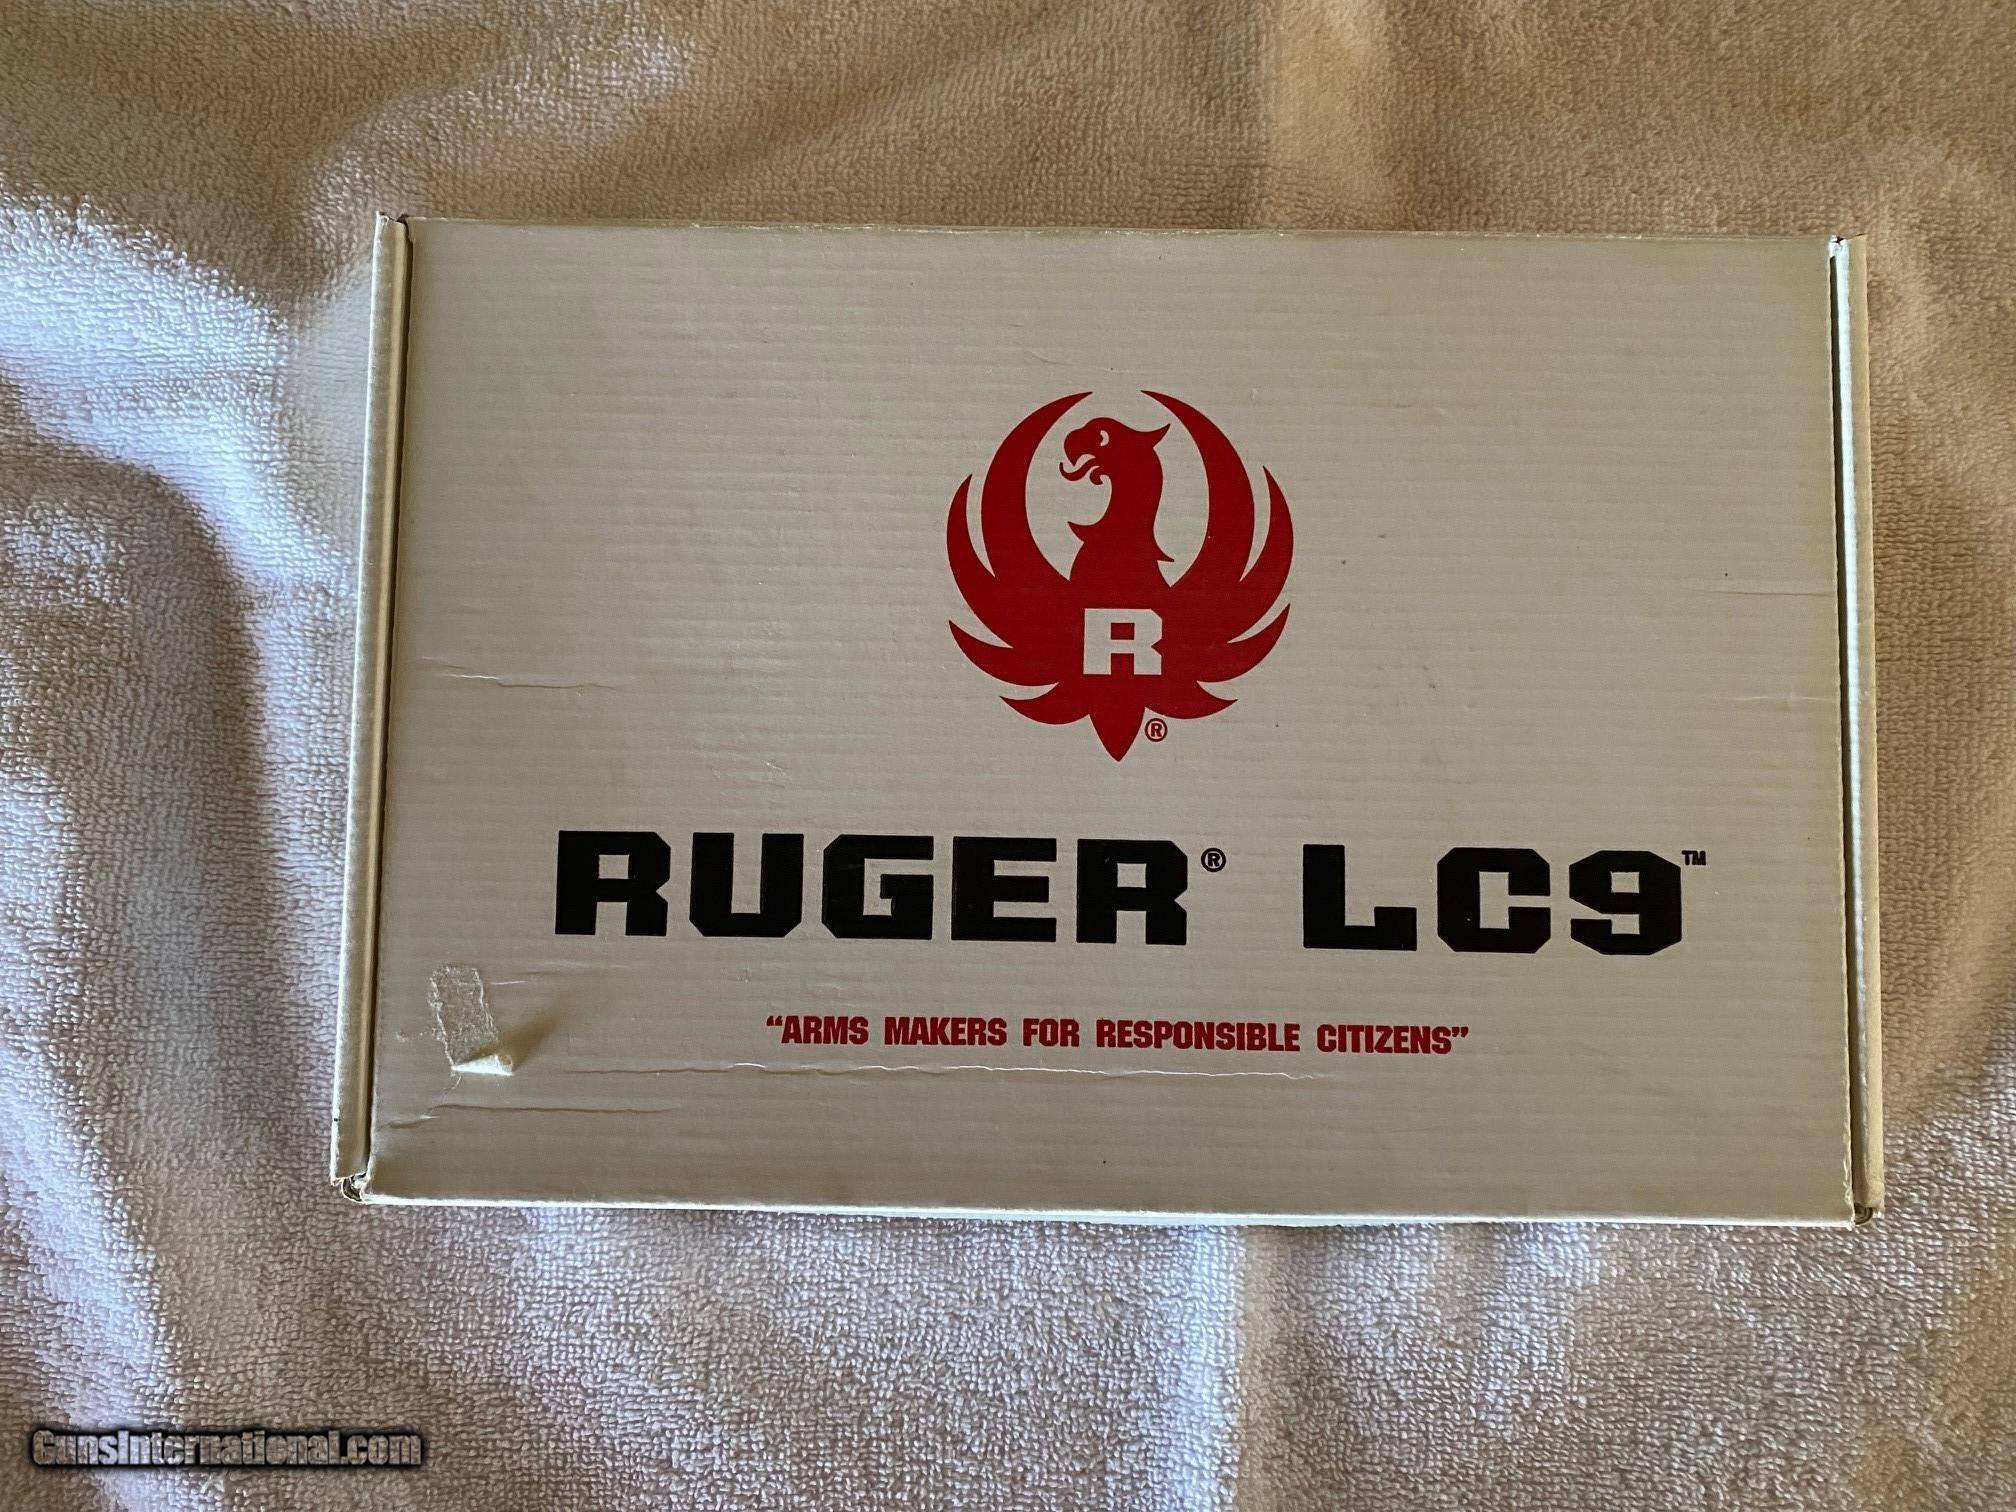 R
®
RUGER® LC9™
“ARMS MAKERS FOR RESPONSIBLE CITIZENS”
GunsInternational.com